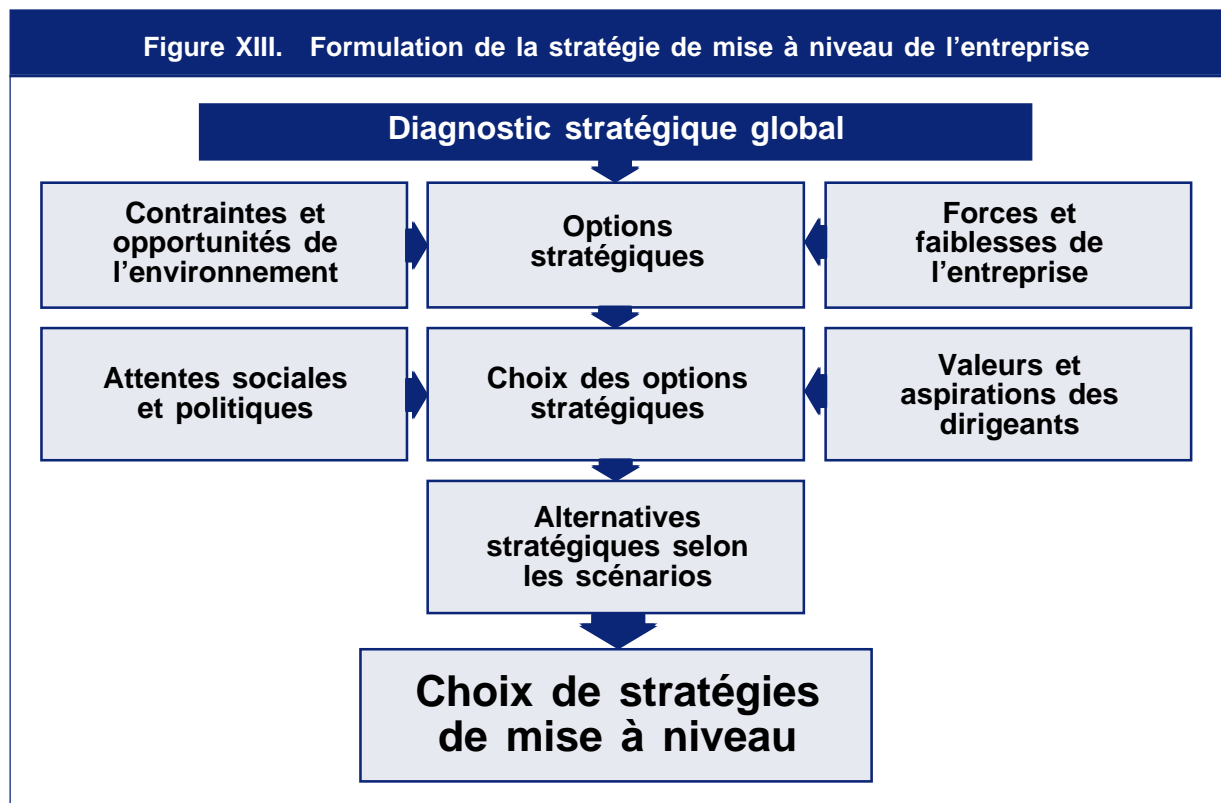 Figure XIII. Formulation de la stratégie de mise à niveau de l’entreprise
Diagnostic stratégique global
Contraintes et
opportunités de
l’environnement
Options
stratégiques
Forces et
faiblesses de
l’entreprise
Attentes sociales
et politiques
Choix des options
stratégiques
Valeurs et
aspirations des
dirigeants
Alternatives
stratégiques selon
les scénarios
Choix de stratégies
de mise à niveau